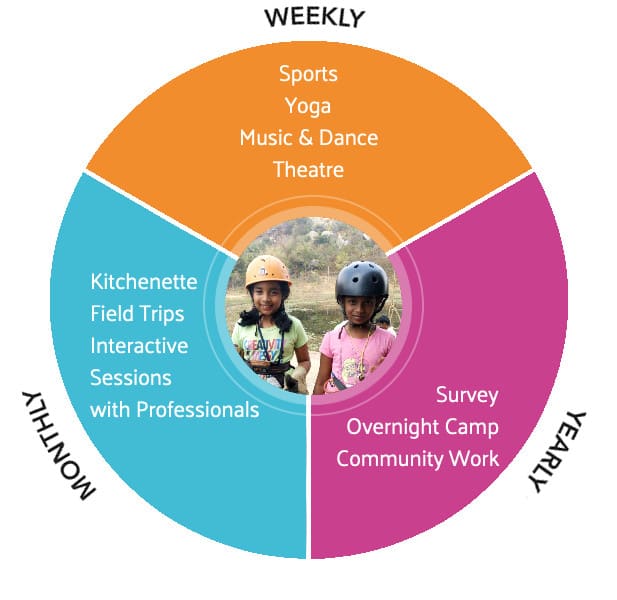 WEEKLY
Sports
Yoga
Music & Dance
Theatre
Kitchenette
Field Trips
Interactive
Sessions
with Professionals
MONTHLY
Survey
Overnight Camp
Community Work
YEARLY